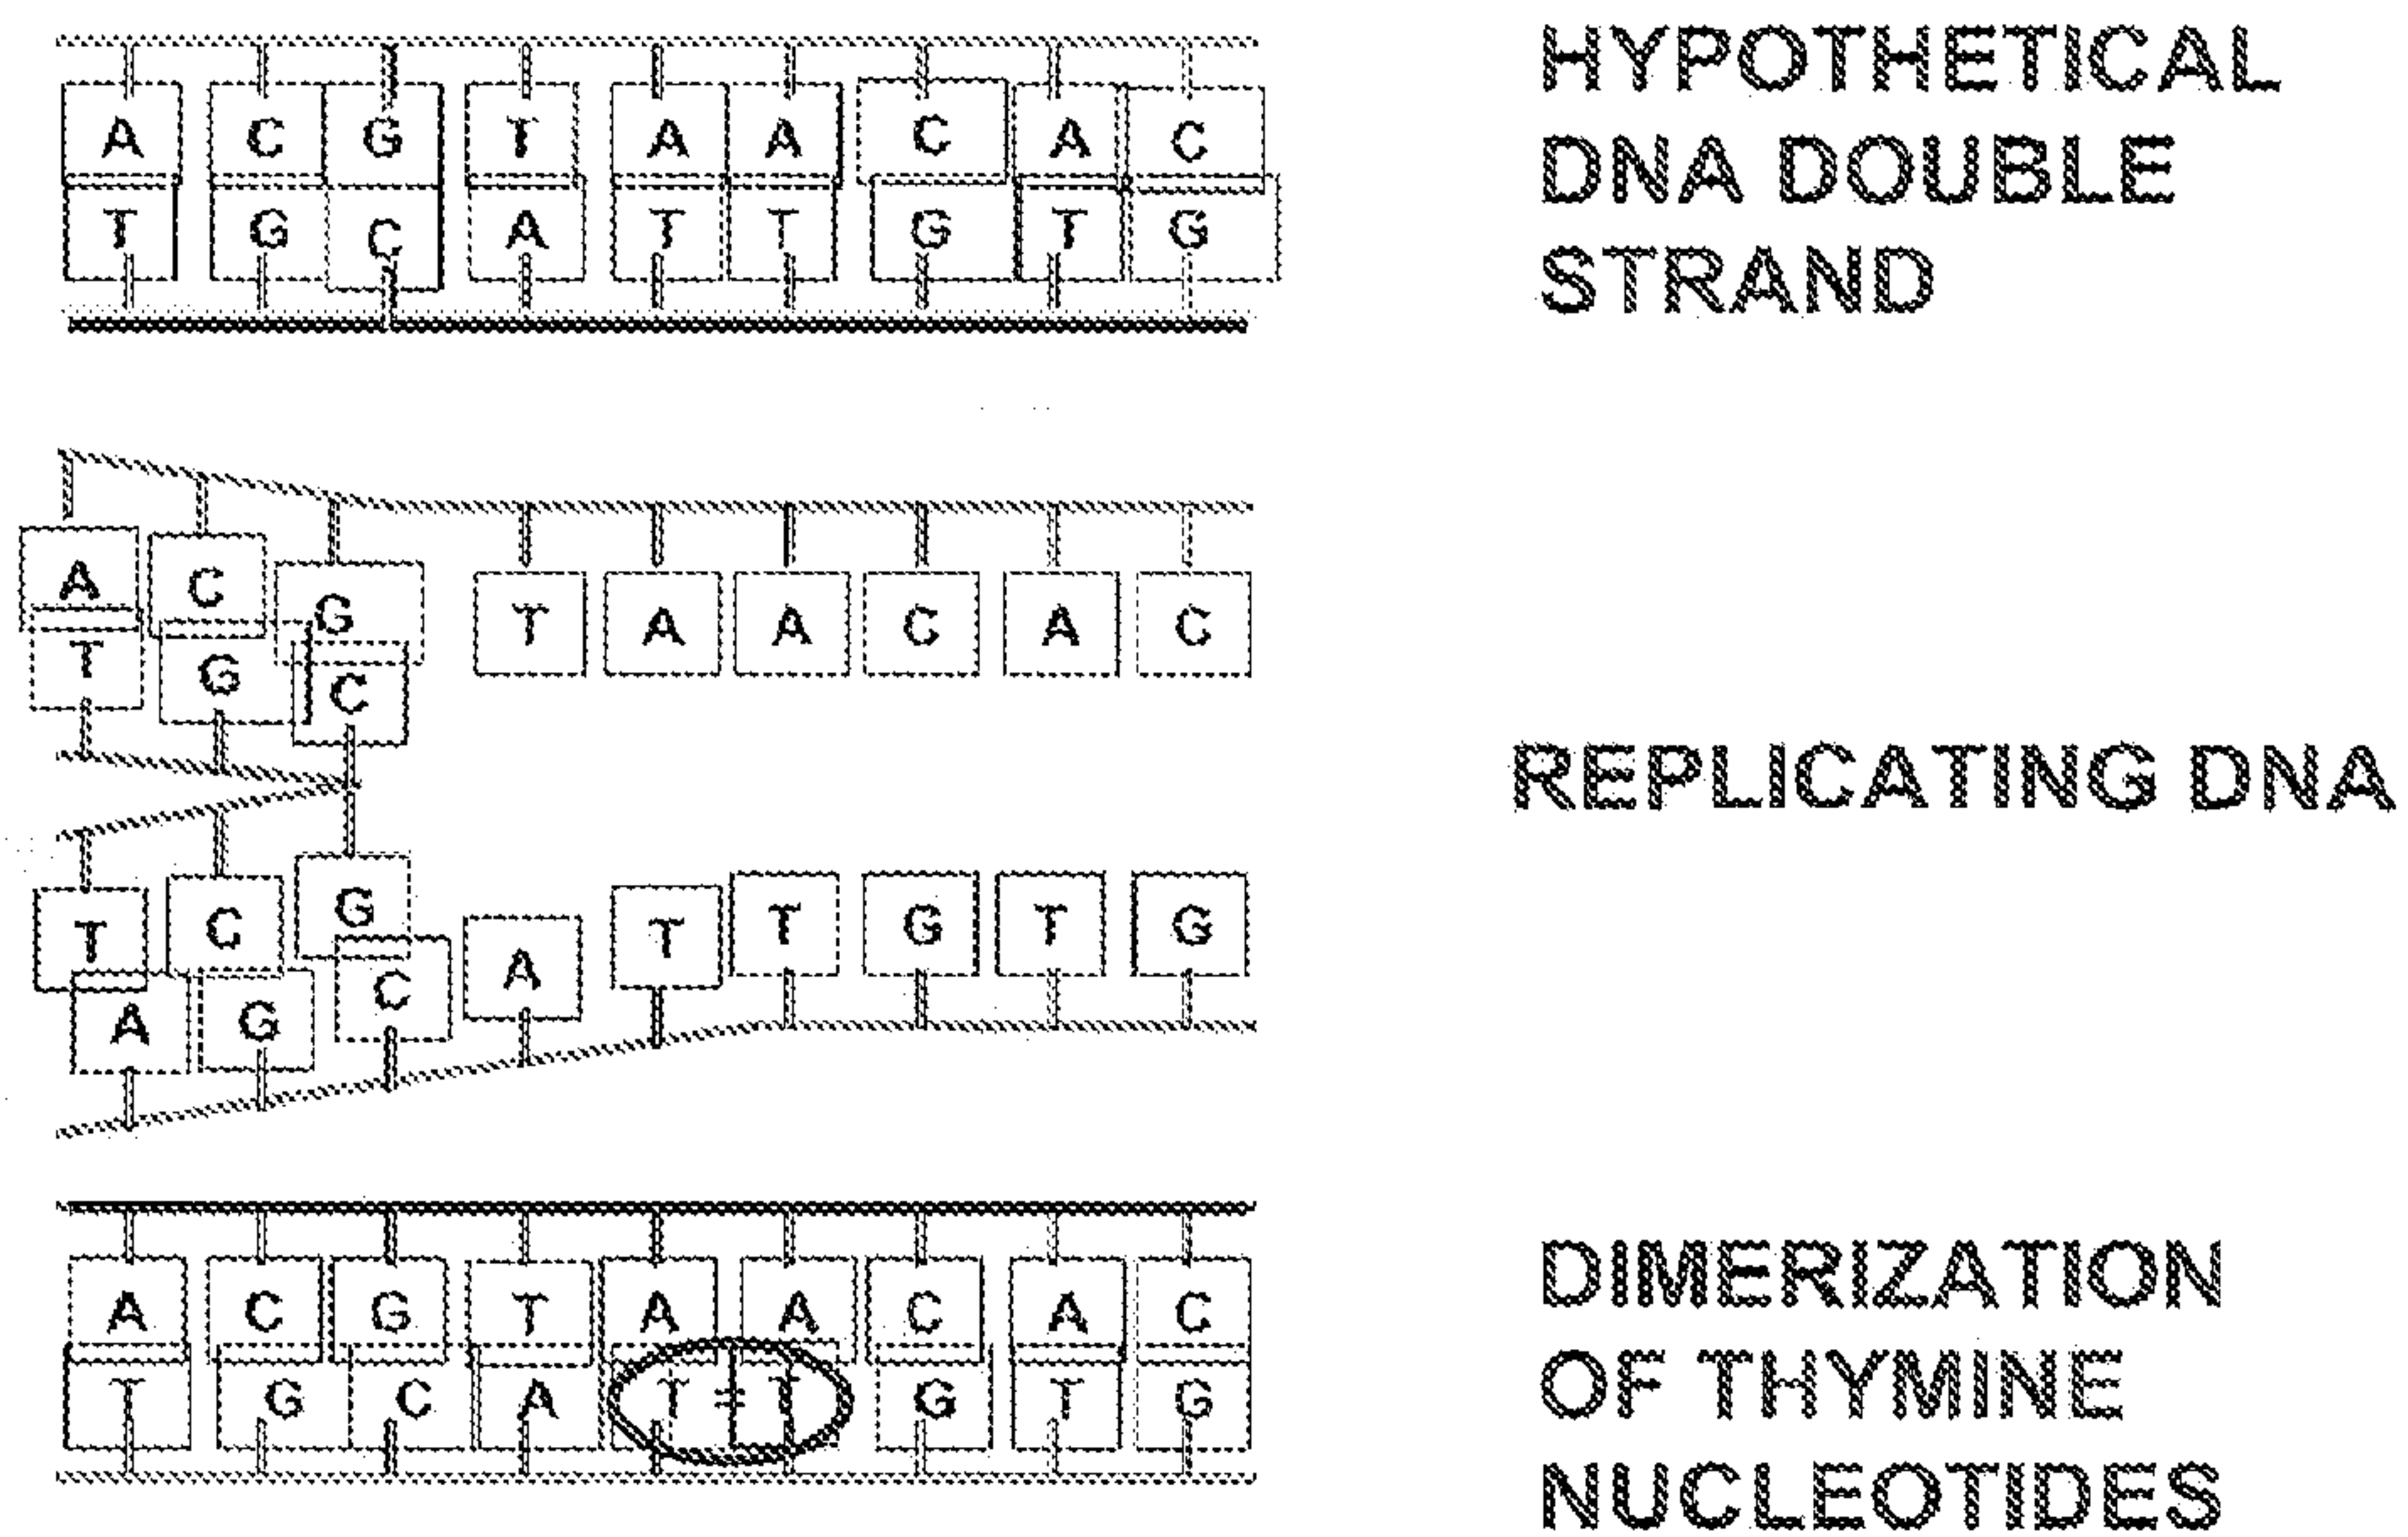 HYPOTHETICAL
DNA DOUBLE
STRAND
A C G T A A C A C
T G C A T T G T G
REPLICATING DNA
A C G T A A C A C
T G C
T C G
A G C A T T G T G
DIMERIZATION
OF THYMINE
NUCLEOTIDES
A C G T A A C A C
T G C A T = T G T G